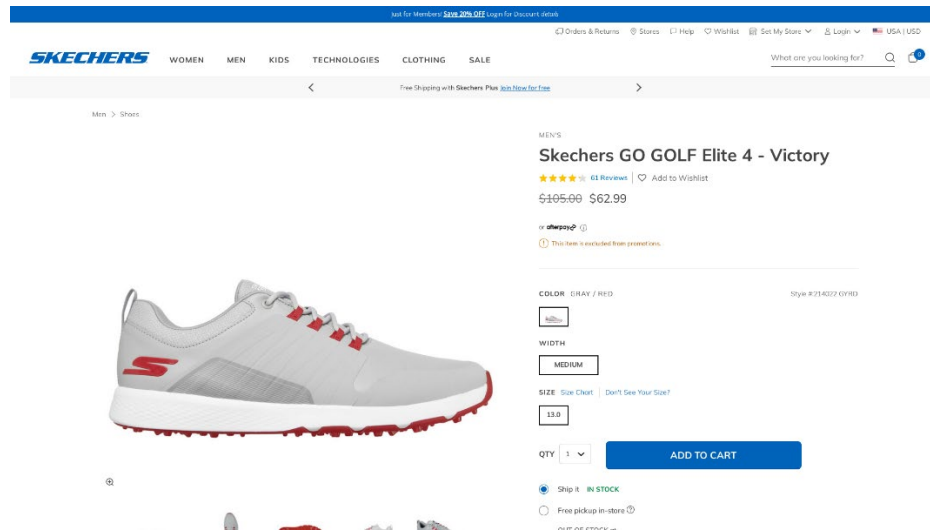 Just for Members! Save 20% OFF Login for Discount details
Orders & Returns Stores Help Wishlist Set My Store Login USA | USD
SKECHERS WOMEN MEN KIDS TECHNOLOGIES CLOTHING SALE What are you looking for? 0
Free Shipping with Skechers Plus Join Now for Free
Men > Shoes
MEN'S
Skechers GO GOLF Elite 4 - Victory
61 Reviews Add to Wishlist
$105.00 $62.99
or afterpay
This item is excluded from promotions.
COLOR GRAY / RED Style #:214022 GYRD
WIDTH
MEDIUM
SIZE Size Chart Don't See Your Size?
13.0
QTY 1 ADD TO CART
Ship it IN STOCK
Free pickup in-store
OUT OF STOCK